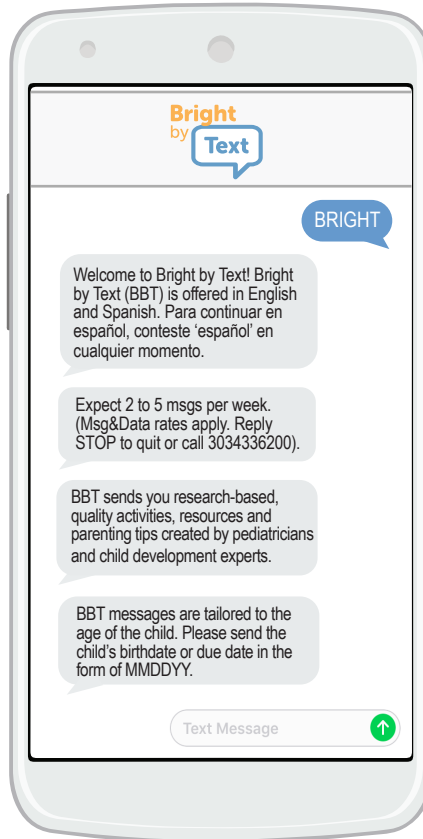 Bright
by
Text
BRIGHT
Welcome to Bright by Text! Bright
by Text (BBT) is offered in English
and Spanish. Para continuar en
español, conteste ‘español’ en
cualquier momento.
Expect 2 to 5 msgs per week.
(Msg&Data rates apply. Reply
STOP to quit or call 3034336200).
BBT sends you research-based,
quality activities, resources and
parenting tips created by pediatricians
and child development experts.
BBT messages are tailored to the
age of the child. Please send the
child’s birthdate or due date in the
form of MMDDYY.
Text Message